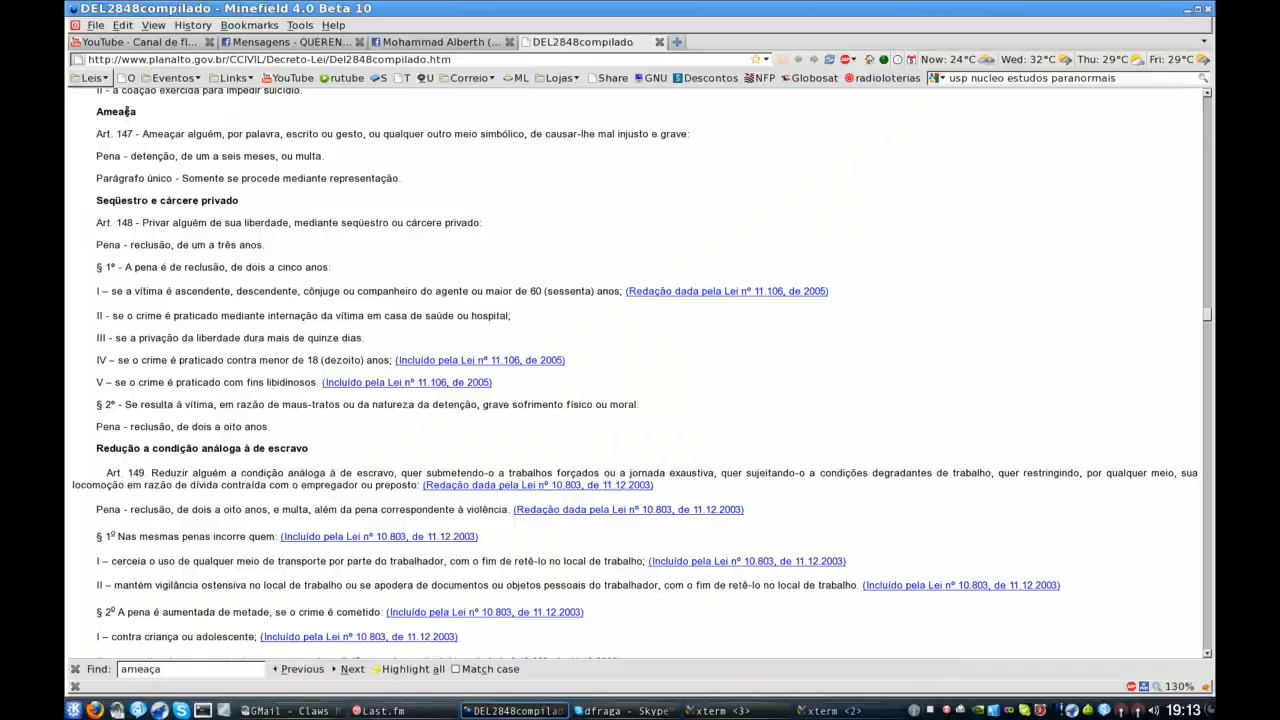 DEL2848compilado - Minefield 4.0 Beta 10
File Edit View History Bookmarks Tools Help
YouTube - Canal de fl... Mensagens - QUEREN... Mohammad Alberth (... DEL2848compilado
http://www.planalto.gov.br/CCIVIL/Decreto-Lei/Del2848compilado.htm Now: 24°C Wed: 32°C Thu: 29°C Fri: 29°C
Leis O Eventos Links YouTube rutube S T U Correio ML Lojas Share GNU Descontos NFP Globosat radioloterias usp nucleo estudos paranormais
II - a coação exercida para impedir suicídio.
Ameaça
Art. 147 - Ameaçar alguém, por palavra, escrito ou gesto, ou qualquer outro meio simbólico, de causar-lhe mal injusto e grave:
Pena - detenção, de um a seis meses, ou multa.
Parágrafo único - Somente se procede mediante representação.
Seqüestro e cárcere privado
Art. 148 - Privar alguém de sua liberdade, mediante seqüestro ou cárcere privado:
Pena - reclusão, de um a três anos.
§ 1º - A pena é de reclusão, de dois a cinco anos:
I – se a vítima é ascendente, descendente, cônjuge ou companheiro do agente ou maior de 60 (sessenta) anos; (Redação dada pela Lei nº 11.106, de 2005)
II - se o crime é praticado mediante internação da vítima em casa de saúde ou hospital;
III - se a privação da liberdade dura mais de quinze dias.
IV – se o crime é praticado contra menor de 18 (dezoito) anos; (Incluído pela Lei nº 11.106, de 2005)
V – se o crime é praticado com fins libidinosos. (Incluído pela Lei nº 11.106, de 2005)
§ 2º - Se resulta à vítima, em razão de maus-tratos ou da natureza da detenção, grave sofrimento físico ou moral:
Pena - reclusão, de dois a oito anos.
Redução a condição análoga à de escravo
Art. 149. Reduzir alguém a condição análoga à de escravo, quer submetendo-o a trabalhos forçados ou a jornada exaustiva, quer sujeitando-o a condições degradantes de trabalho, quer restringindo, por qualquer meio, sua
locomoção em razão de dívida contraída com o empregador ou preposto: (Redação dada pela Lei nº 10.803, de 11.12.2003)
Pena - reclusão, de dois a oito anos, e multa, além da pena correspondente à violência. (Redação dada pela Lei nº 10.803, de 11.12.2003)
§ 1º Nas mesmas penas incorre quem: (Incluído pela Lei nº 10.803, de 11.12.2003)
I – cerceia o uso de qualquer meio de transporte por parte do trabalhador, com o fim de retê-lo no local de trabalho; (Incluído pela Lei nº 10.803, de 11.12.2003)
II – mantém vigilância ostensiva no local de trabalho ou se apodera de documentos ou objetos pessoais do trabalhador, com o fim de retê-lo no local de trabalho. (Incluído pela Lei nº 10.803, de 11.12.2003)
§ 2º A pena é aumentada de metade, se o crime é cometido: (Incluído pela Lei nº 10.803, de 11.12.2003)
I – contra criança ou adolescente; (Incluído pela Lei nº 10.803, de 11.12.2003)
Find: ameaça Previous Next Highlight all Match case
130%
GMail - Claws M Last.fm DEL2848compilad dfraga - Skype™ xterm <3> xterm <2> 19:13